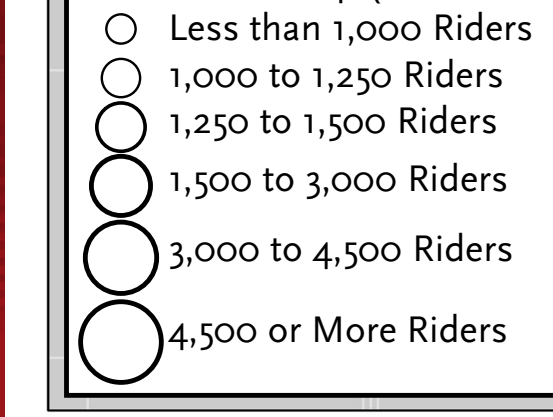 Less than 1,000 Riders
1,000 to 1,250 Riders
1,250 to 1,500 Riders
1,500 to 3,000 Riders
3,000 to 4,500 Riders
4,500 or More Riders